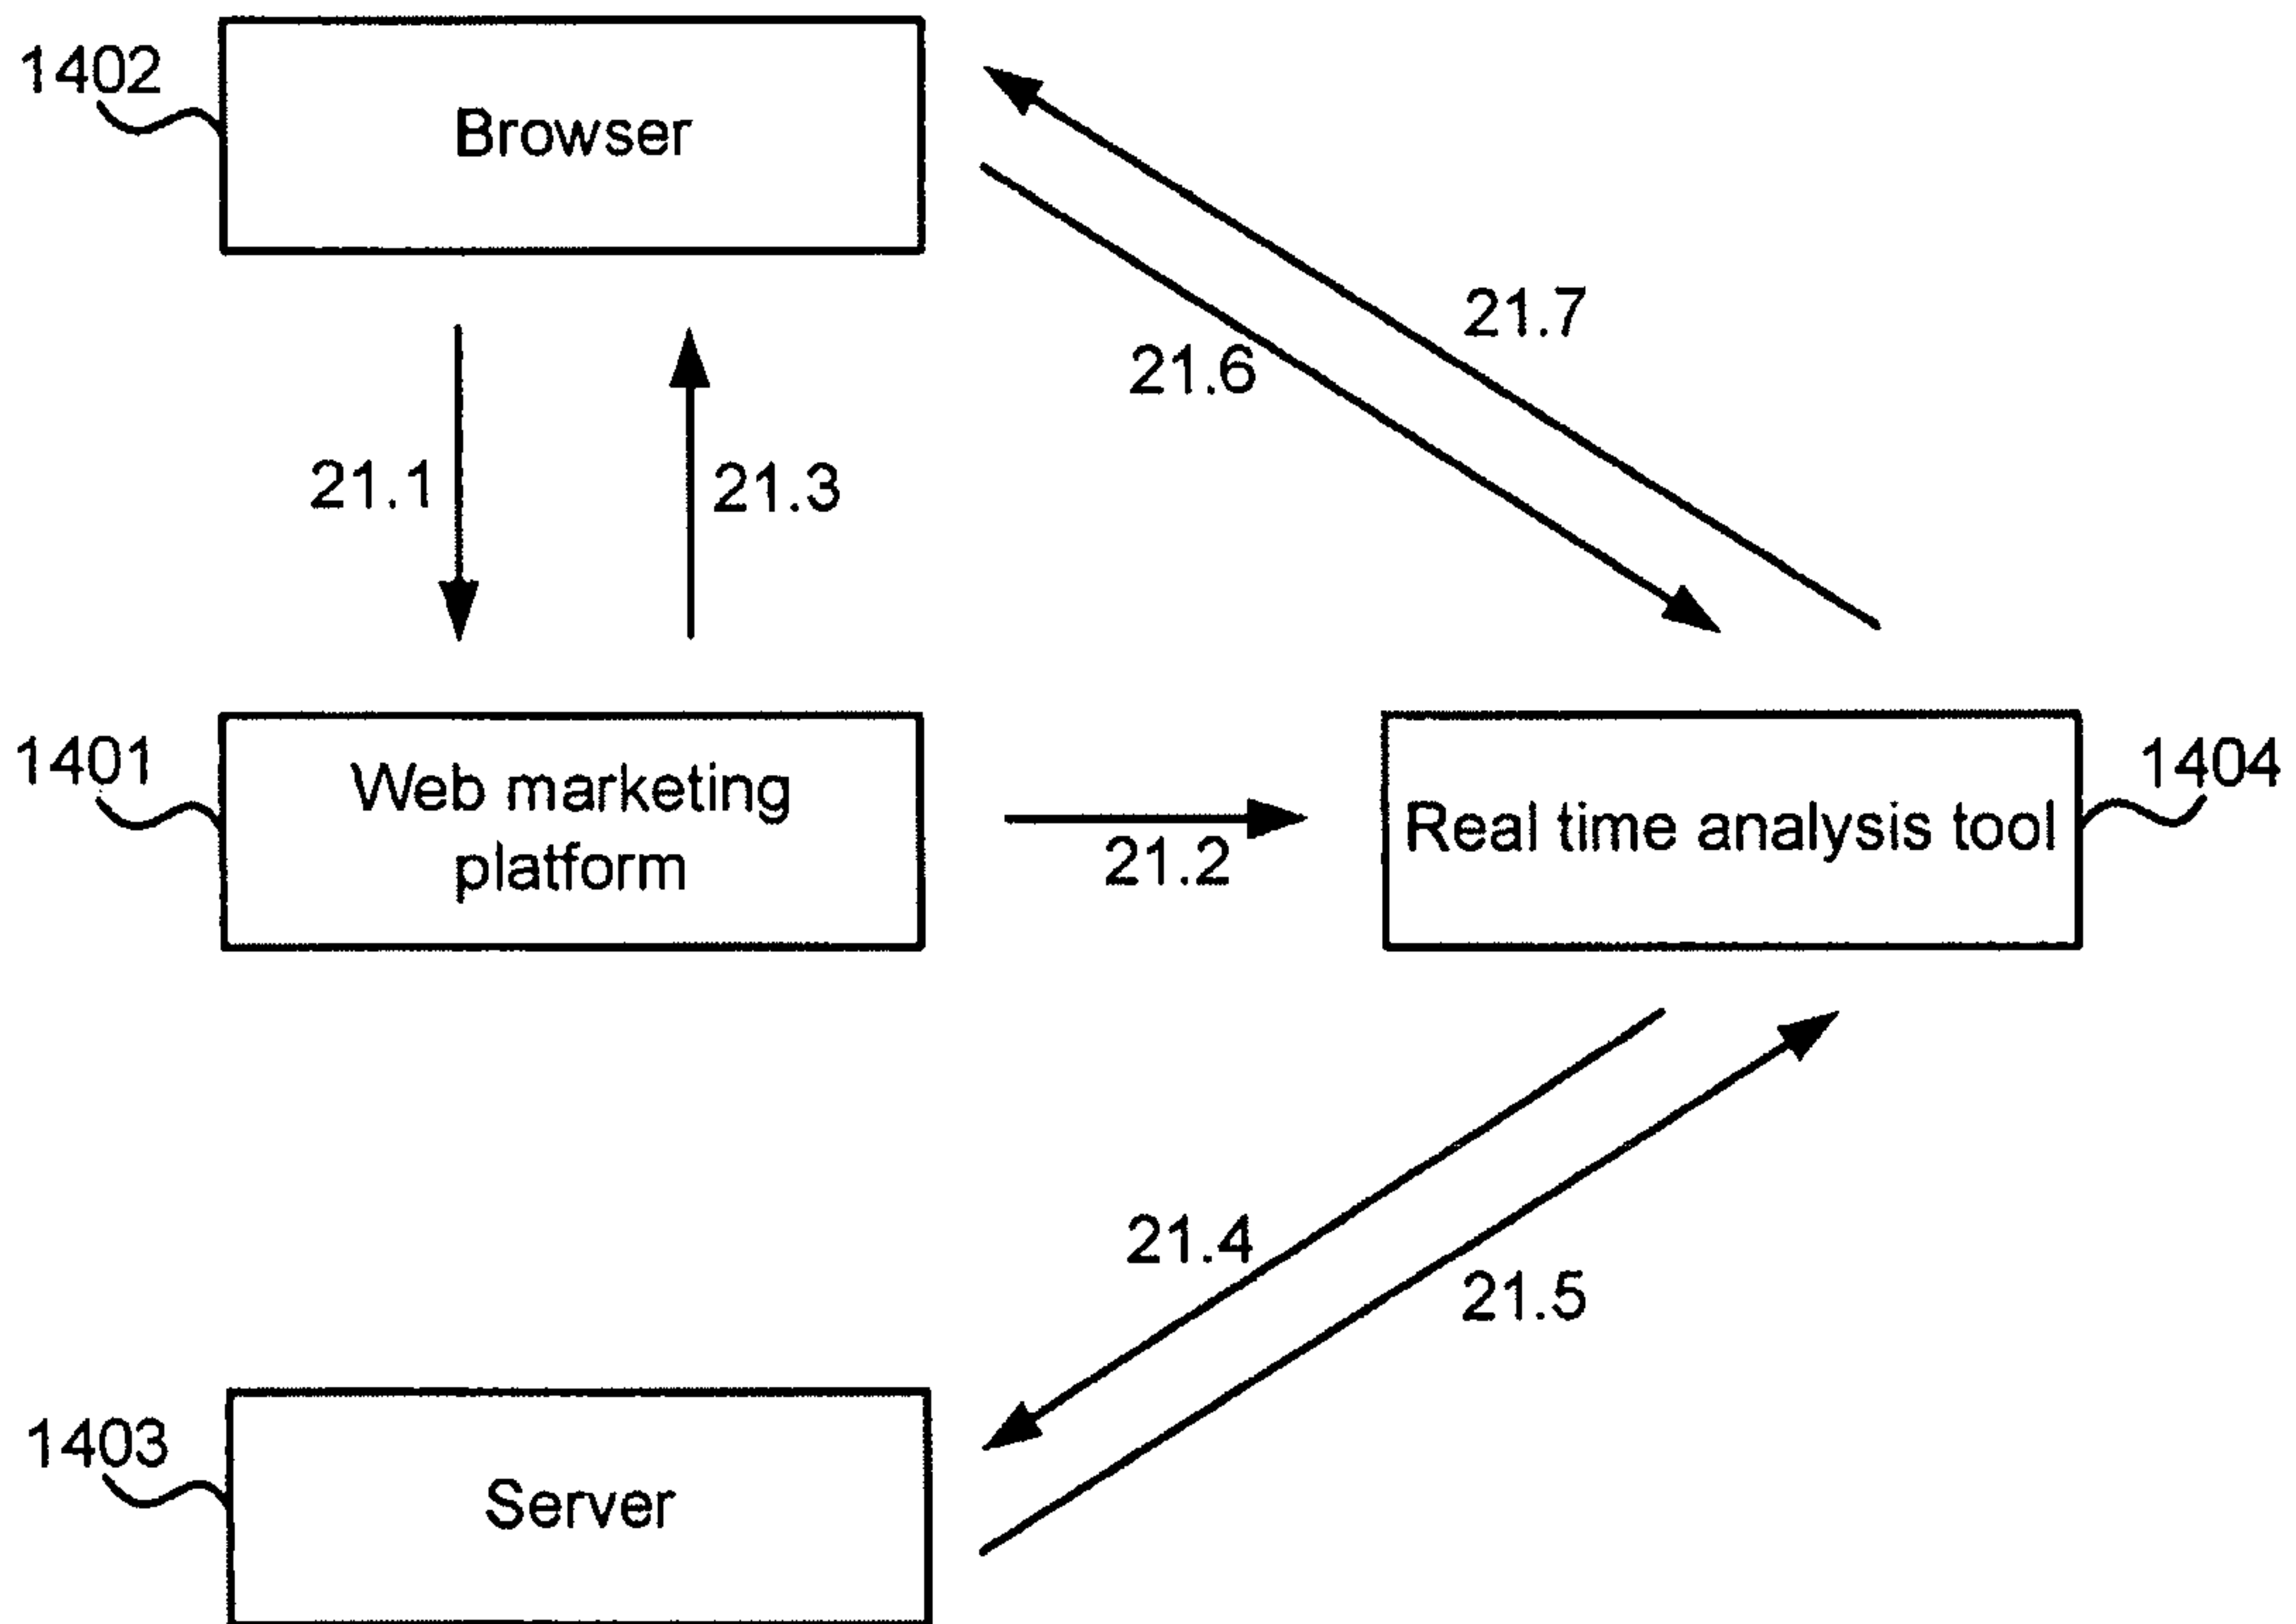 1402
Browser
21.7
21.6
21.1
21.3
1401
Web marketing
platform
21.2
Real time analysis tool
1404
21.4
21.5
1403
Server